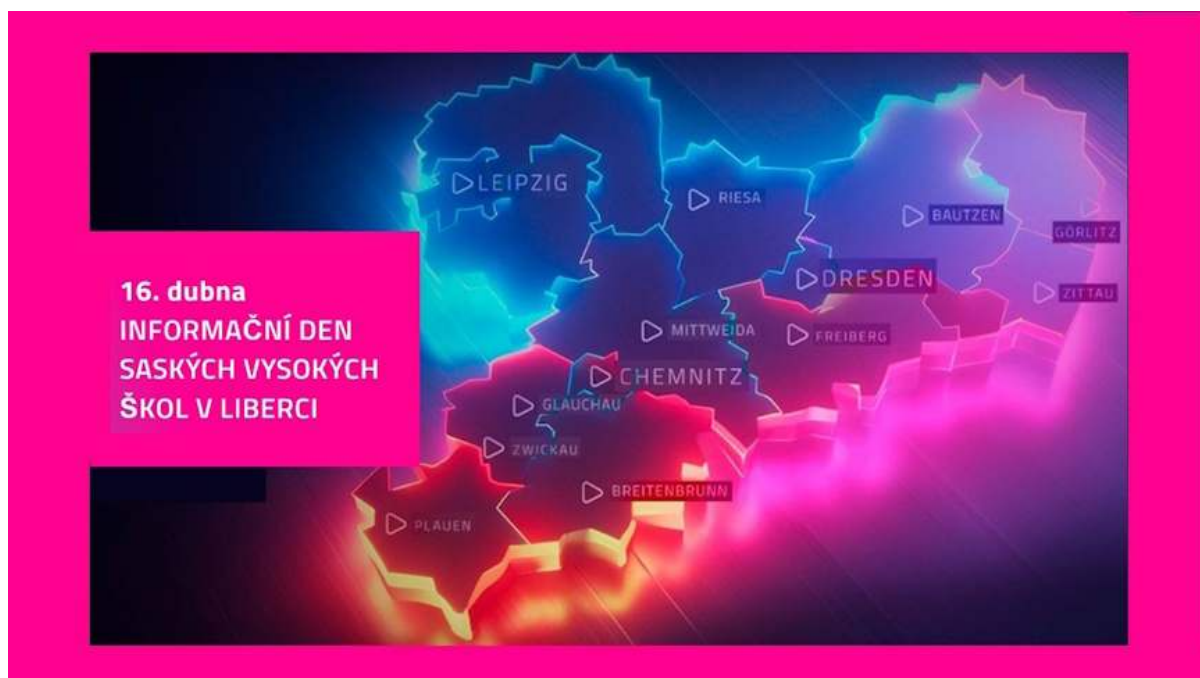 LEIPZIG
RIESA
BAUTZEN
GÖRLITZ
DRESDEN
ZITTAU
16. dubna
INFORMAČNÍ DEN
SASKÝCH VYSOKÝCH
ŠKOL V LIBERCI
MITTWEIDA
FREIBERG
CHEMNITZ
GLAUCHAU
ZWICKAU
BREITENBRUNN
PLAUEN